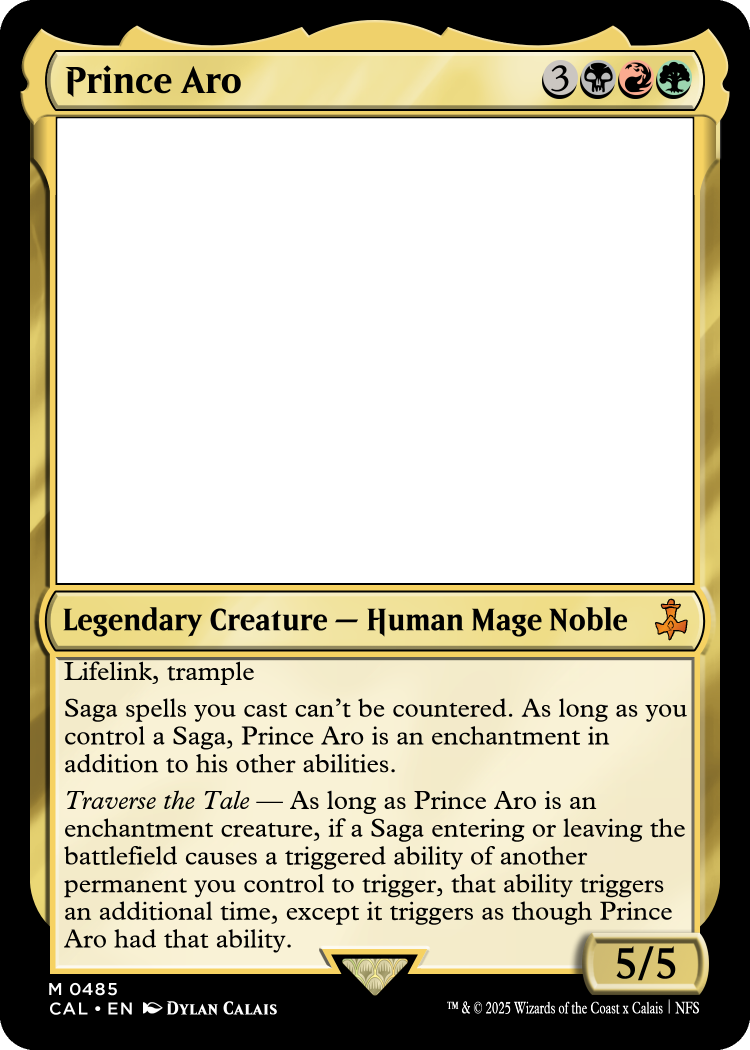 Prince Aro
3
Legendary Creature — Human Mage Noble
Lifelink, trample
Saga spells you cast can’t be countered. As long as you
control a Saga, Prince Aro is an enchantment in
addition to his other abilities.
Traverse the Tale — As long as Prince Aro is an
enchantment creature, if a Saga entering or leaving the
battlefield causes a triggered ability of another
permanent you control to trigger, that ability triggers
an additional time, except it triggers as though Prince
Aro had that ability.
5/5
M 0485
CAL • EN Dylan Calais
™ & © 2025 Wizards of the Coast x Calais | NFS